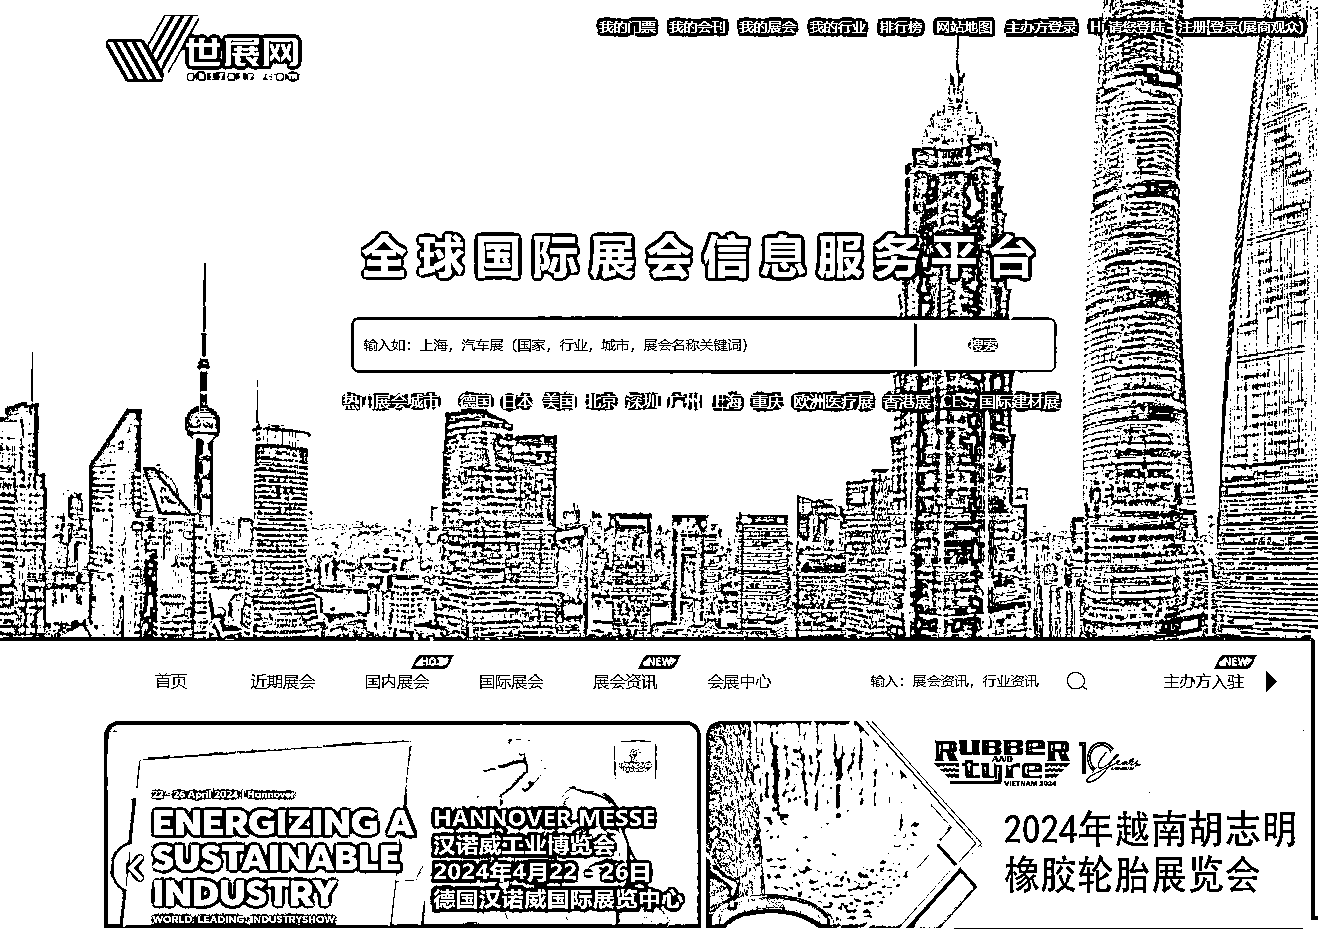 我的门票 我的会刊 我的展会 我的行业 排行榜 网站地图 主办方登录 Hi 请您登陆 注册|登录(展商观众)
世展网
全球国际展会信息服务平台
输入如：上海，汽车展（国家，行业，城市，展会名称关键词） 搜索
热门展会城市 德国 日本 美国 北京 深圳 广州 上海 重庆 欧洲医疗展 香港展 CES 国际建材展
HOT NEW NEW
首页 近期展会 国内展会 国际展会 展会资讯 会展中心 输入：展会资讯，行业资讯 主办方入驻
22 - 26 April 2024 | Hannover
ENERGIZING A
SUSTAINABLE
INDUSTRY
WORLD. LEADING. INDUSTRYSHOW
HANNOVER MESSE
汉诺威工业博览会
2024年4月22 - 26日
德国汉诺威国际展览中心
RUBBER
AND
tyre
VIETNAM 2024
10 Years
2024年越南胡志明
橡胶轮胎展览会